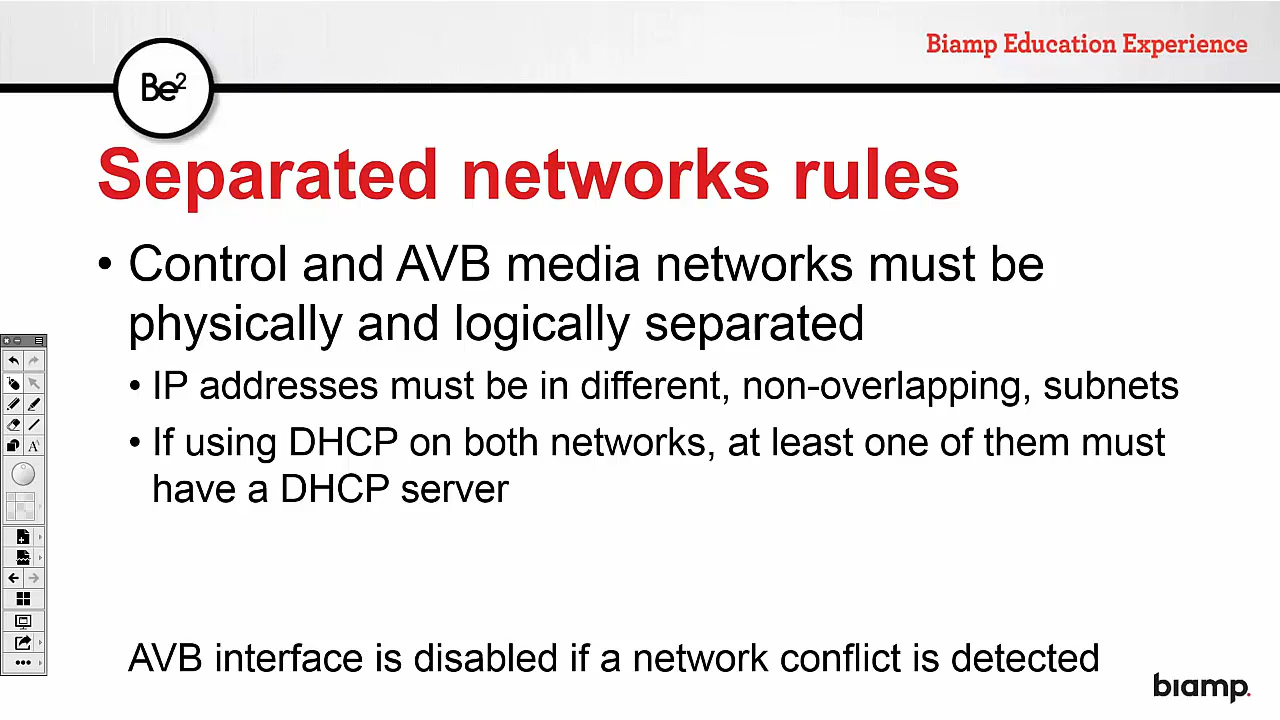 Biamp Education Experience
Be²
Separated networks rules
• Control and AVB media networks must be
physically and logically separated
• IP addresses must be in different, non-overlapping, subnets
• If using DHCP on both networks, at least one of them must
have a DHCP server
AVB interface is disabled if a network conflict is detected
biamp.